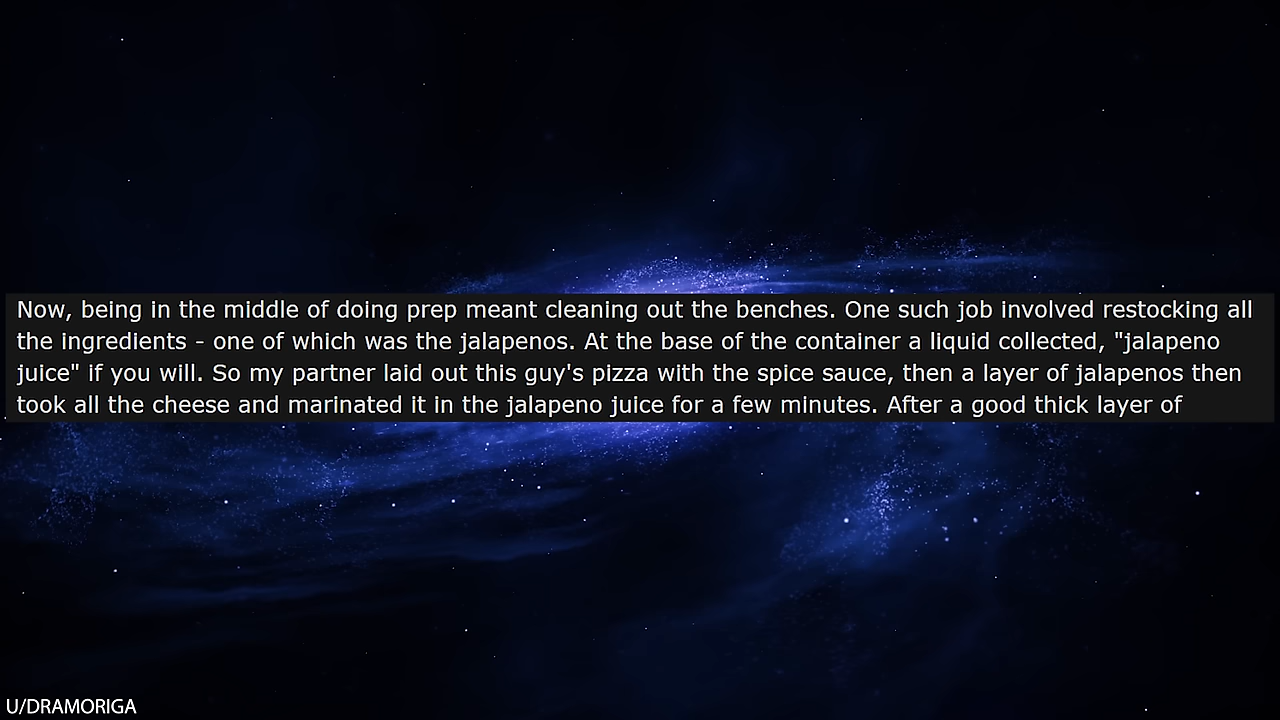 Now, being in the middle of doing prep meant cleaning out the benches. One such job involved restocking all
the ingredients - one of which was the jalapenos. At the base of the container a liquid collected, "jalapeno
juice" if you will. So my partner laid out this guy's pizza with the spice sauce, then a layer of jalapenos then
took all the cheese and marinated it in the jalapeno juice for a few minutes. After a good thick layer of
U/DRAMORIGA